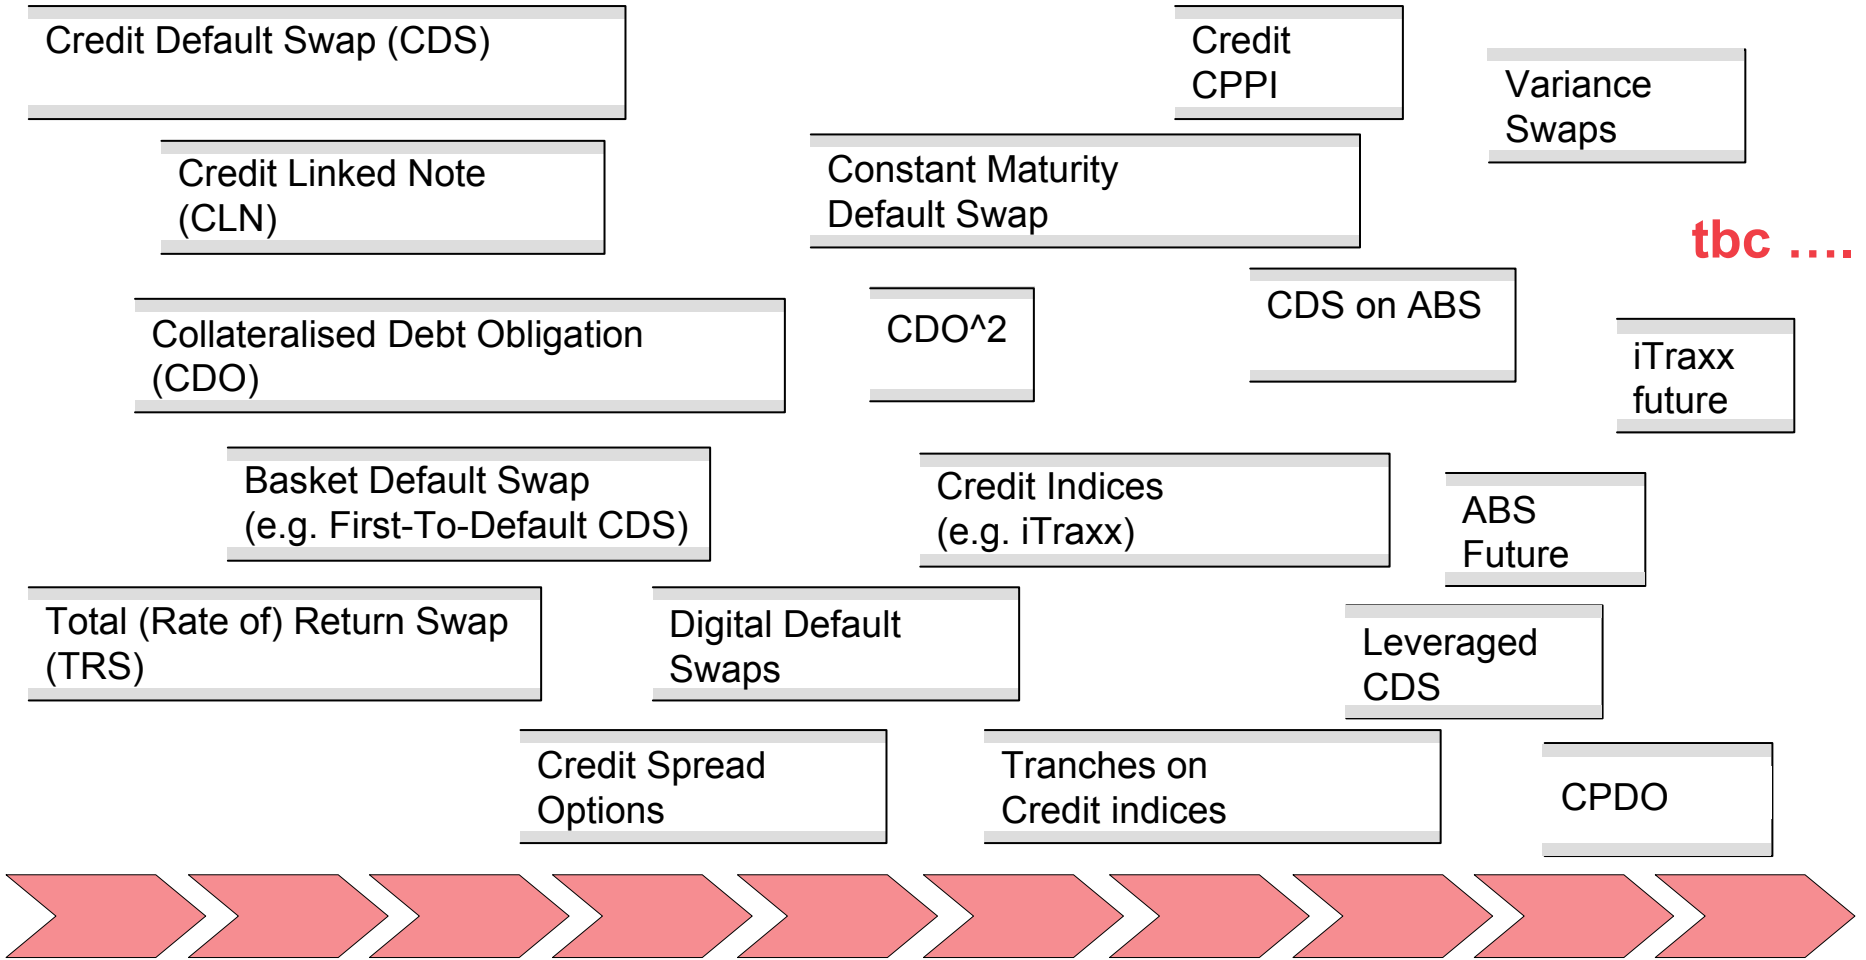 Credit Default Swap (CDS)
Credit
CPPI
Variance
Swaps
Credit Linked Note
(CLN)
Constant Maturity
Default Swap
tbc ....
Collateralised Debt Obligation
(CDO)
CDO^2
CDS on ABS
iTraxx
future
Basket Default Swap
(e.g. First-To-Default CDS)
Credit Indices
(e.g. iTraxx)
ABS
Future
Total (Rate of) Return Swap
(TRS)
Digital Default
Swaps
Leveraged
CDS
Credit Spread
Options
Tranches on
Credit indices
CPDO